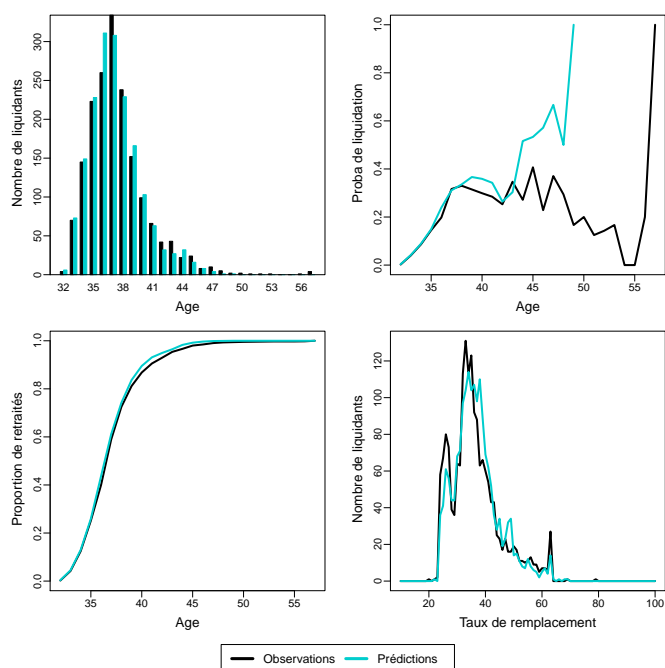 Nombre de liquidants
0 50 100 150 200 250 300
32 35 38 41 44 47 50 53 56
Age
Proba de liquidation
0.0 0.2 0.4 0.6 0.8 1.0
35 40 45 50 55
Age
Proportion de retraités
0.0 0.2 0.4 0.6 0.8 1.0
35 40 45 50 55
Age
Nombre de liquidants
0 20 40 60 80 100 120
20 40 60 80 100
Taux de remplacement
Observations Prédictions